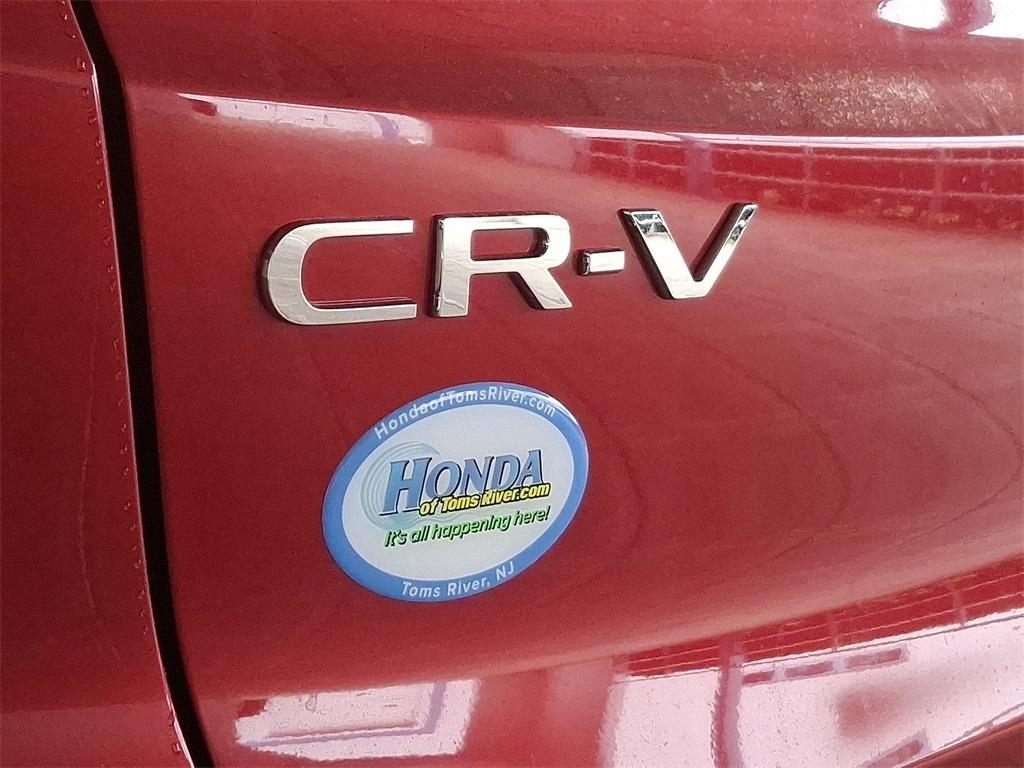 CR-V
HondaofTomsRiver.com
HONDA
of Toms River.com
It's all happening here!
Toms River, NJ